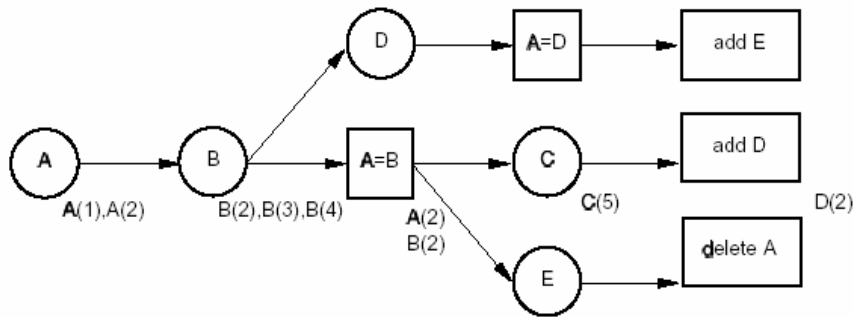 D
A=D
add E
A
B
A=B
C
add D
A(1),A(2)
B(2),B(3),B(4)
A(2)
B(2)
C(5)
D(2)
E
delete A